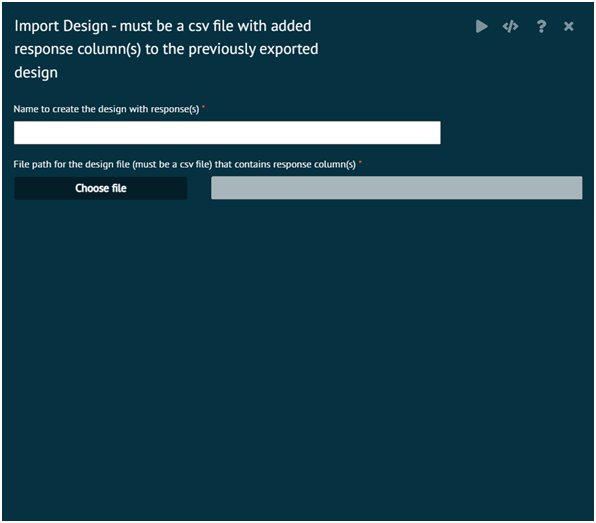 Import Design - must be a csv file with added
response column(s) to the previously exported
design
Name to create the design with response(s) *
File path for the design file (must be a csv file) that contains response column(s) *
Choose file